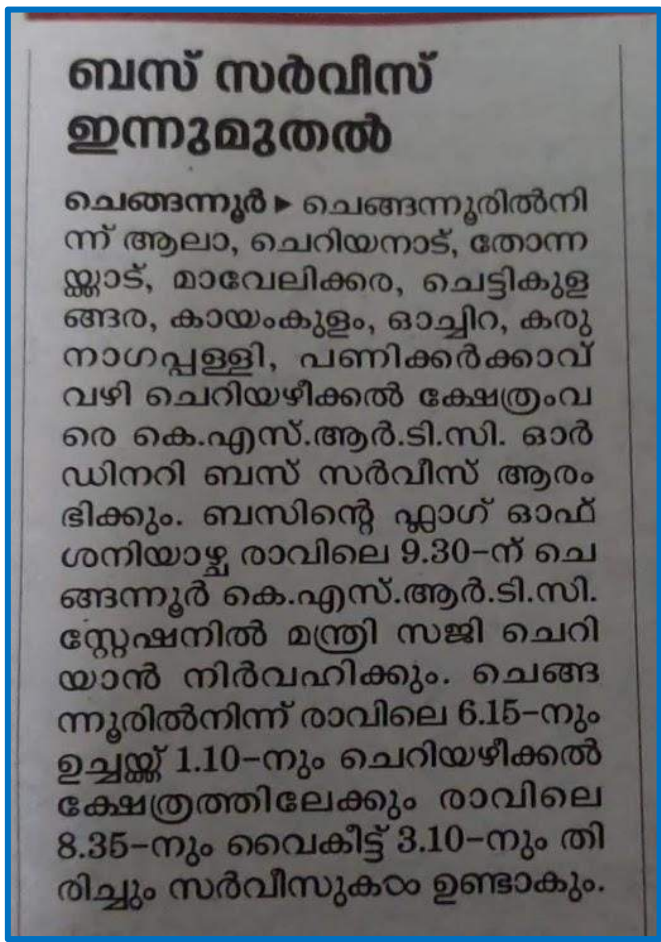 ബസ് സർവീസ്
ഇന്നുമുതൽ
ചെങ്ങന്നൂർ ▸ ചെങ്ങന്നൂരിൽനി
ന്ന് ആലാ, ചെറിയനാട്, തോന്ന
യ്ക്കാട്, മാവേലിക്കര, ചെട്ടികുള
ങ്ങര, കായംകുളം, ഓച്ചിറ, കരു
നാഗപ്പള്ളി, പണിക്കർക്കാവ്
വഴി ചെറിയഴീക്കൽ ക്ഷേത്രംവ
രെ കെ.എസ്.ആർ.ടി.സി. ഓർ
ഡിനറി ബസ് സർവീസ് ആരം
ഭിക്കും. ബസിന്റെ ഫ്ലാഗ് ഓഫ്
ശനിയാഴ്ച രാവിലെ 9.30-ന് ചെ
ങ്ങന്നൂർ കെ.എസ്.ആർ.ടി.സി.
സ്റ്റേഷനിൽ മന്ത്രി സജി ചെറി
യാൻ നിർവഹിക്കും. ചെങ്ങ
ന്നൂരിൽനിന്ന് രാവിലെ 6.15-നും
ഉച്ചയ്ക്ക് 1.10-നും ചെറിയഴീക്കൽ
ക്ഷേത്രത്തിലേക്കും രാവിലെ
8.35-നും വൈകീട്ട് 3.10-നും തി
രിച്ചും സർവീസുകൾ ഉണ്ടാകും.